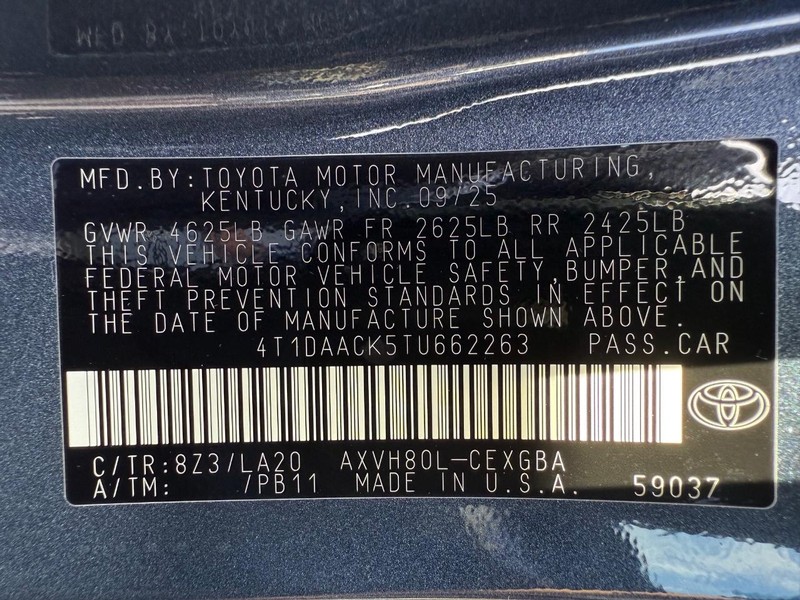 MFD.BY:TOYOTA MOTOR MANUFACTURING,
KENTUCKY,INC.09/25
GVWR 4625LB GAWR FR 2625LB RR 2425LB
THIS VEHICLE CONFORMS TO ALL APPLICABLE
FEDERAL MOTOR VEHICLE SAFETY,BUMPER,AND
THEFT PREVENTION STANDARDS IN EFFECT ON
THE DATE OF MANUFACTURE SHOWN ABOVE.
4T1DAACK5TU662263 PASS.CAR
C/TR:8Z3/LA20 AXVH80L-CEXGBA
A/TM: /PB11 MADE IN U.S.A. 59037